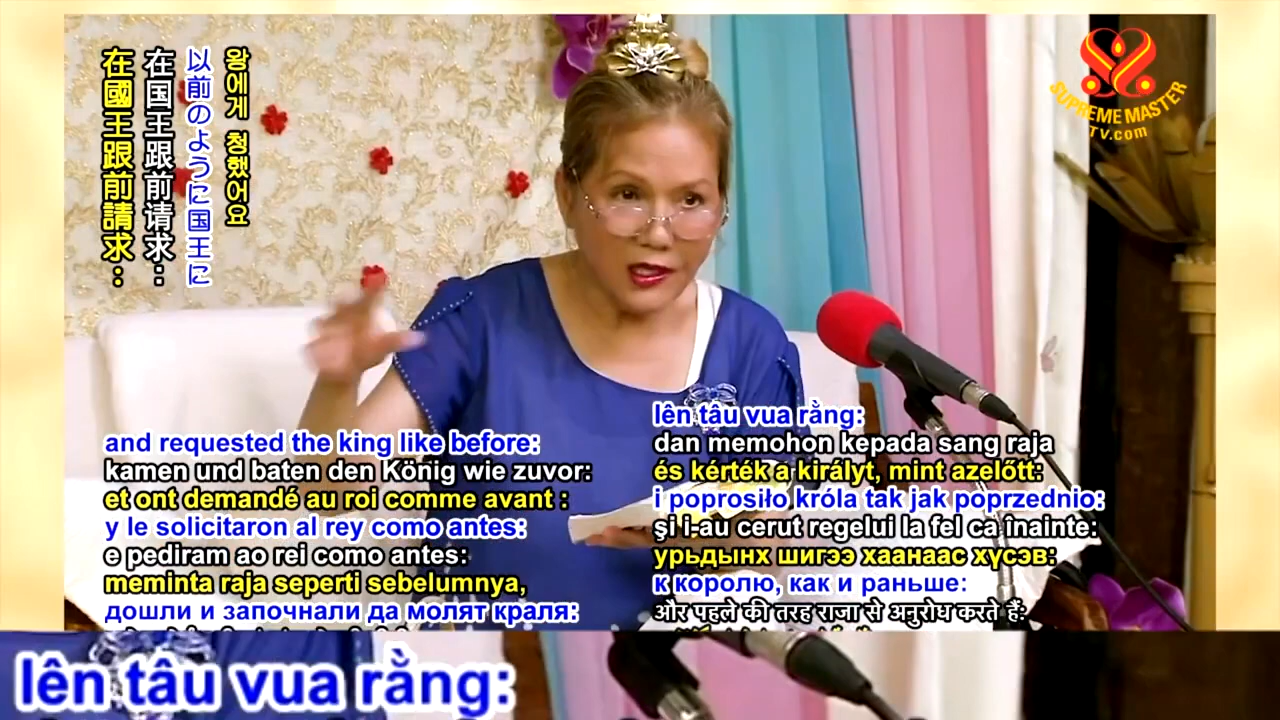 왕에게 청했어요
以前のように国王に
在国王跟前请求：
在國王跟前請求：
SUPREME MASTER
TV.com
and requested the king like before:
kamen und baten den König wie zuvor:
et ont demandé au roi comme avant :
y le solicitaron al rey como antes:
e pediram ao rei como antes:
meminta raja seperti sebelumnya,
дошли и започнали да молят краля:
lên tâu vua rằng:
dan memohon kepada sang raja
és kérték a királyt, mint azelőtt:
i poprosiło króla tak jak poprzednio:
şi i-au cerut regelui la fel ca înainte:
урьдынх шигээ хаанаас хүсэв:
к королю, как и раньше:
और पहले की तरह राजा से अनुरोध करते हैं:
lên tâu vua rằng: